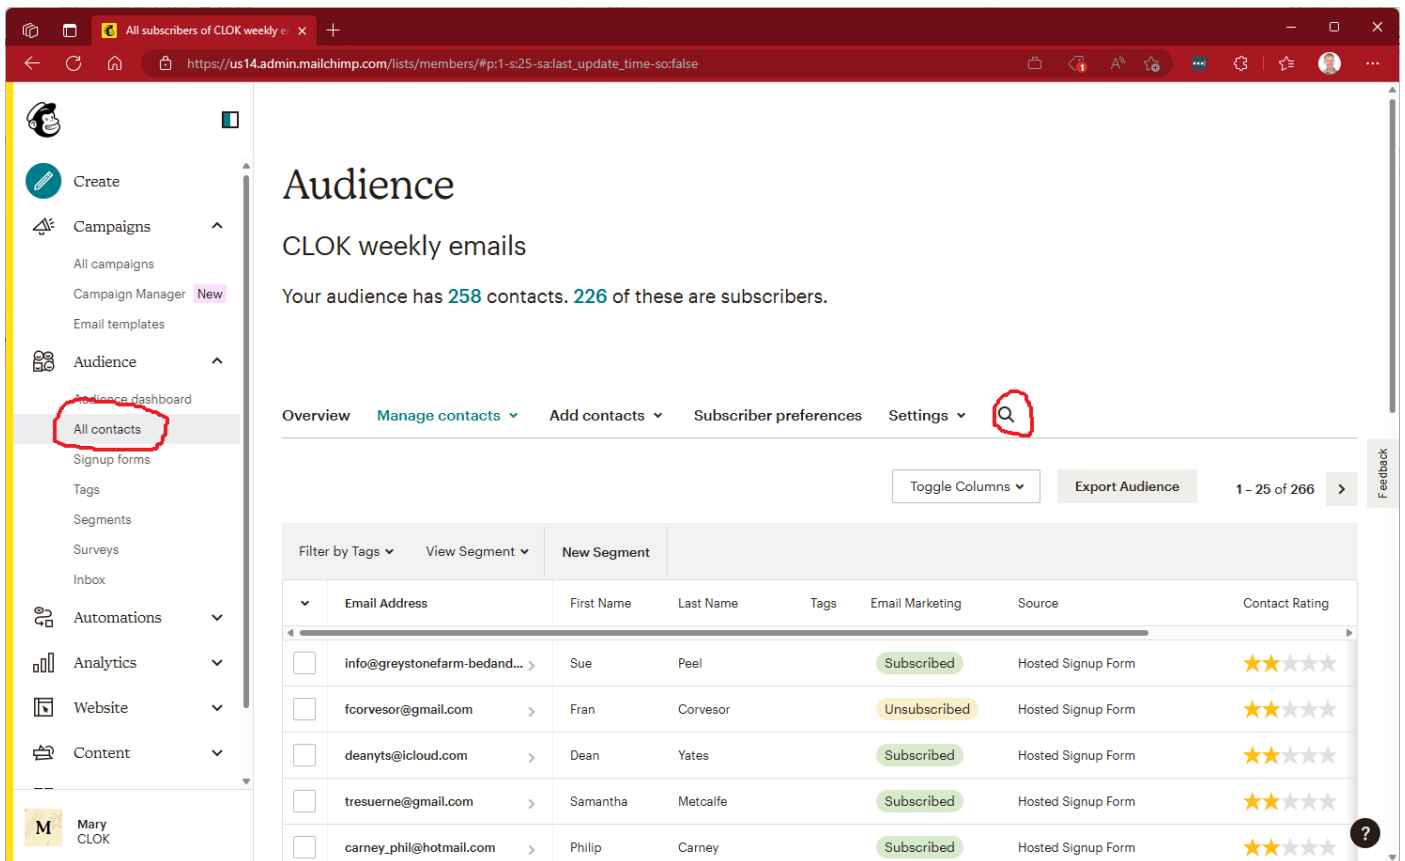 All subscribers of CLOK weekly e
https://us14.admin.mailchimp.com/lists/members/#p:1-s:25-sa:last_update_time-so:false
1
Create
Campaigns
All campaigns
Campaign Manager New
Email templates
Audience
Audience dashboard
All contacts
Signup forms
Tags
Segments
Surveys
Inbox
Automations
Analytics
Website
Content
M
Mary
CLOK
Audience
CLOK weekly emails
Your audience has 258 contacts. 226 of these are subscribers.
Overview Manage contacts Add contacts Subscriber preferences Settings
Toggle Columns Export Audience 1 – 25 of 266
Feedback
Filter by Tags View Segment New Segment
Email Address First Name Last Name Tags Email Marketing Source Contact Rating
info@greystonefarm-bedand... Sue Peel Subscribed Hosted Signup Form
fcorvesor@gmail.com Fran Corvesor Unsubscribed Hosted Signup Form
deanyts@icloud.com Dean Yates Subscribed Hosted Signup Form
tresuerne@gmail.com Samantha Metcalfe Subscribed Hosted Signup Form
carney_phil@hotmail.com Philip Carney Subscribed Hosted Signup Form
?